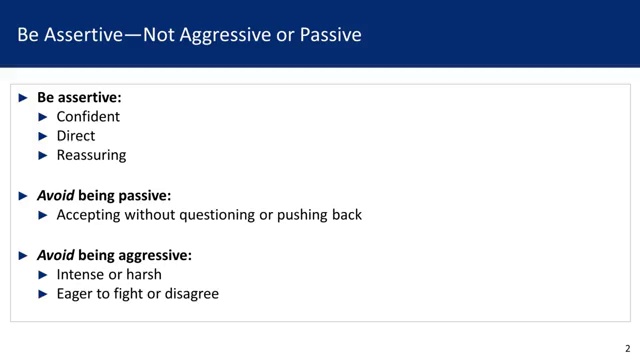 Be Assertive—Not Aggressive or Passive
► Be assertive:
► Confident
► Direct
► Reassuring
► Avoid being passive:
► Accepting without questioning or pushing back
► Avoid being aggressive:
► Intense or harsh
► Eager to fight or disagree
2